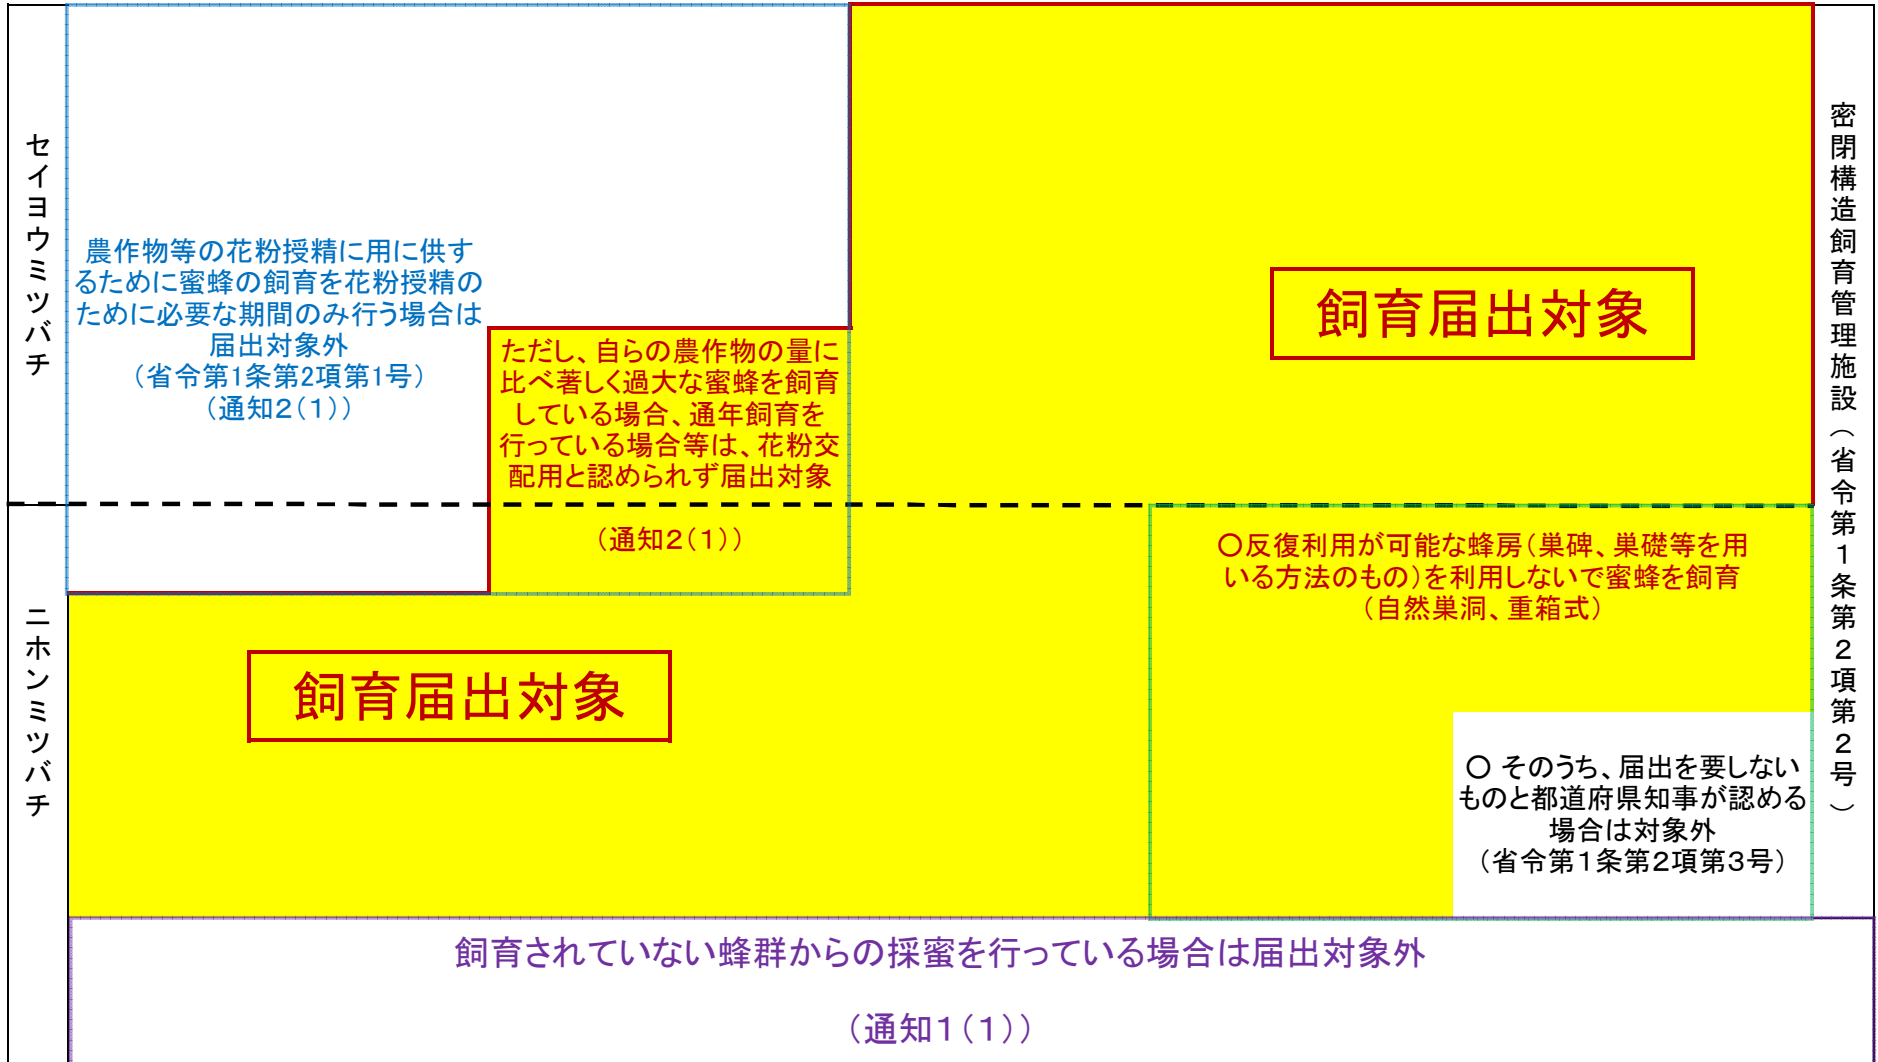 セイヨウミツバチ
農作物等の花粉授精に用に供す
るために蜜蜂の飼育を花粉授精の
ために必要な期間のみ行う場合は
届出対象外
（省令第1条第2項第1号）
（通知２（１））
ただし、自らの農作物の量に
比べ著しく過大な蜜蜂を飼育
している場合、通年飼育を
行っている場合等は、花粉交
配用と認められず届出対象
（通知２（１））
飼育届出対象
密閉構造飼育管理施設（省令第１条第２項第２号）
ニホンミツバチ
飼育届出対象
〇反復利用が可能な蜂房（巣碑、巣礎等を用
いる方法のもの）を利用しないで蜜蜂を飼育
（自然巣洞、重箱式）
〇 そのうち、届出を要しない
ものと都道府県知事が認める
場合は対象外
（省令第１条第２項第３号）
飼育されていない蜂群からの採蜜を行っている場合は届出対象外
（通知１（１））